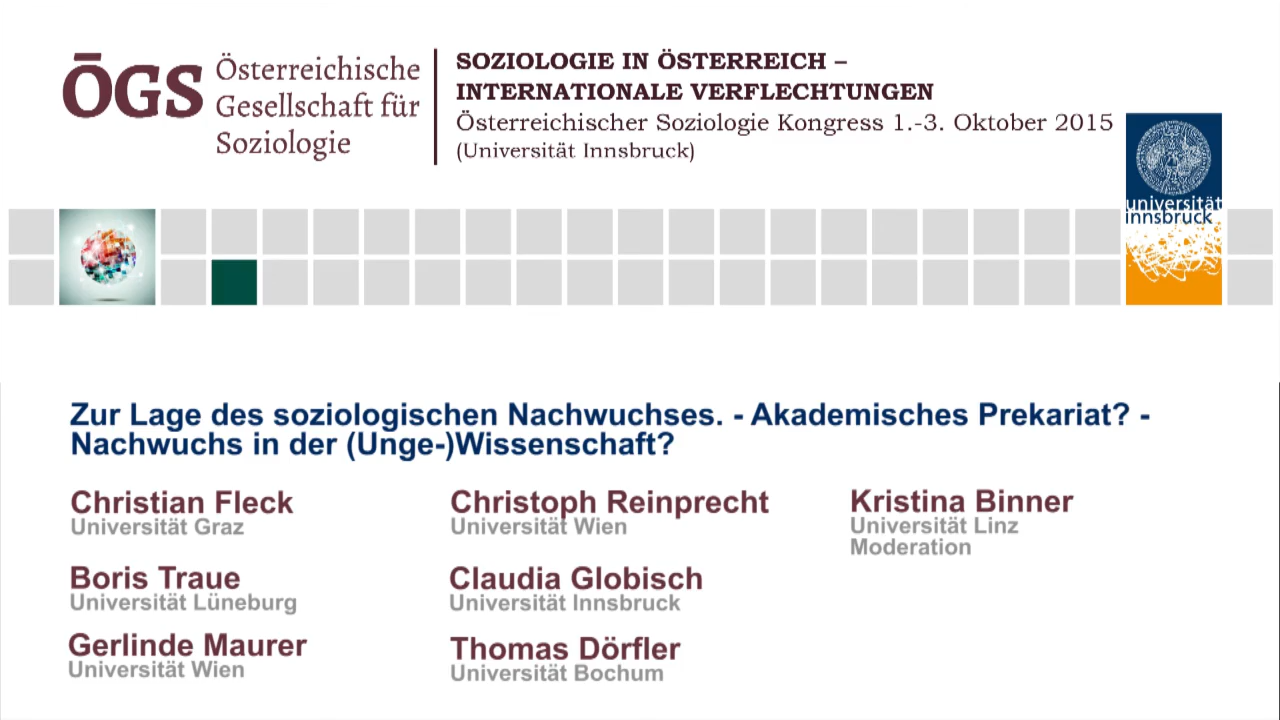 ŌGS
Österreichische
Gesellschaft für
Soziologie
SOZIOLOGIE IN ÖSTERREICH –
INTERNATIONALE VERFLECHTUNGEN
Österreichischer Soziologie Kongress 1.-3. Oktober 2015
(Universität Innsbruck)
universität
innsbruck
Zur Lage des soziologischen Nachwuchses. - Akademisches Prekariat? -
Nachwuchs in der (Unge-)Wissenschaft?
Christian Fleck
Universität Graz
Christoph Reinprecht
Universität Wien
Kristina Binner
Universität Linz
Moderation
Boris Traue
Universität Lüneburg
Claudia Globisch
Universität Innsbruck
Gerlinde Maurer
Universität Wien
Thomas Dörfler
Universität Bochum